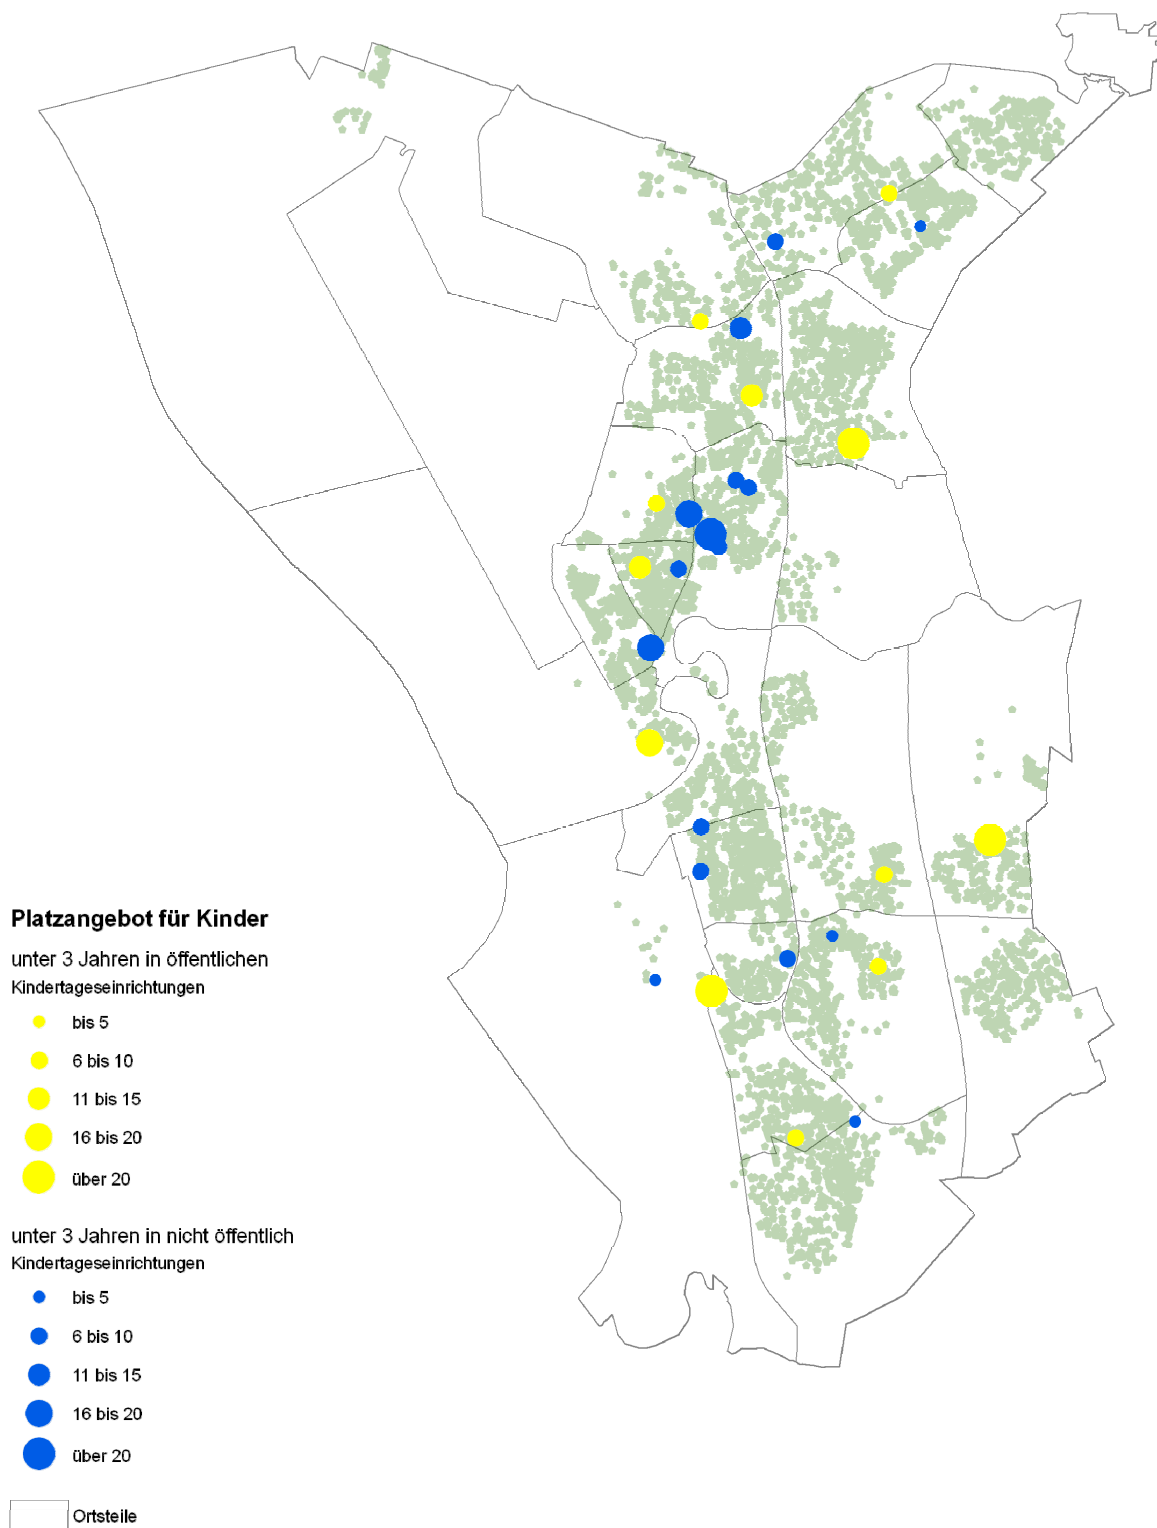 Platzangebot für Kinder
unter 3 Jahren in öffentlichen
Kindertageseinrichtungen
bis 5
6 bis 10
11 bis 15
16 bis 20
über 20
unter 3 Jahren in nicht öffentlich
Kindertageseinrichtungen
bis 5
6 bis 10
11 bis 15
16 bis 20
über 20
Ortsteile